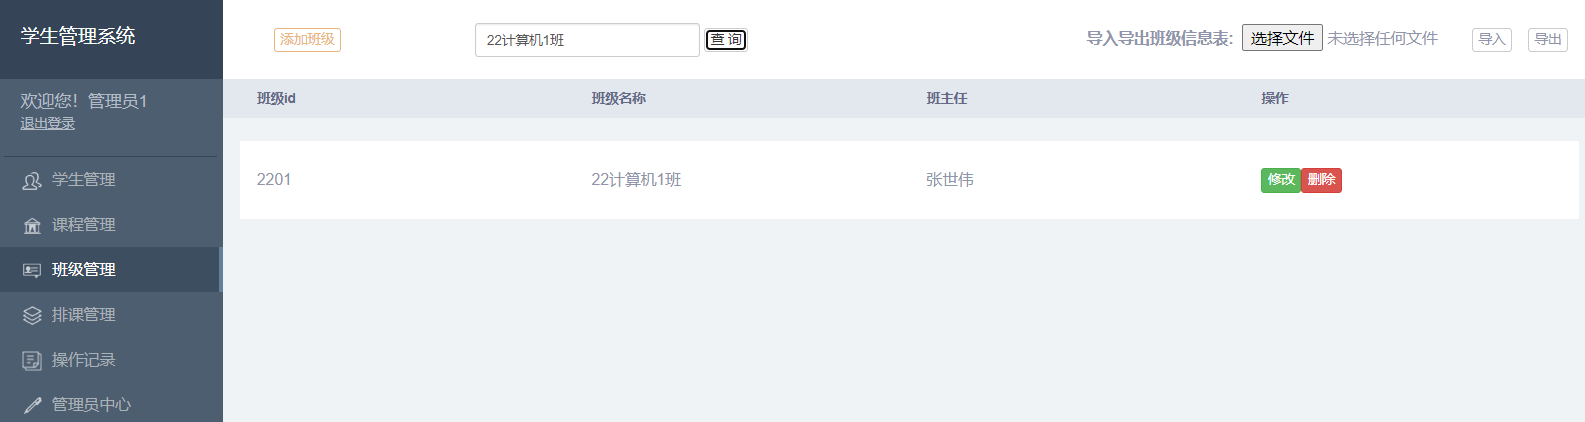 学生管理系统
欢迎您！管理员1
退出登录
学生管理
课程管理
班级管理
排课管理
操作记录
管理员中心
添加班级 22计算机1班 查 询 导入导出班级信息表: 选择文件 未选择任何文件 导入 导出
班级id 班级名称 班主任 操作
2201 22计算机1班 张世伟 修改 删除